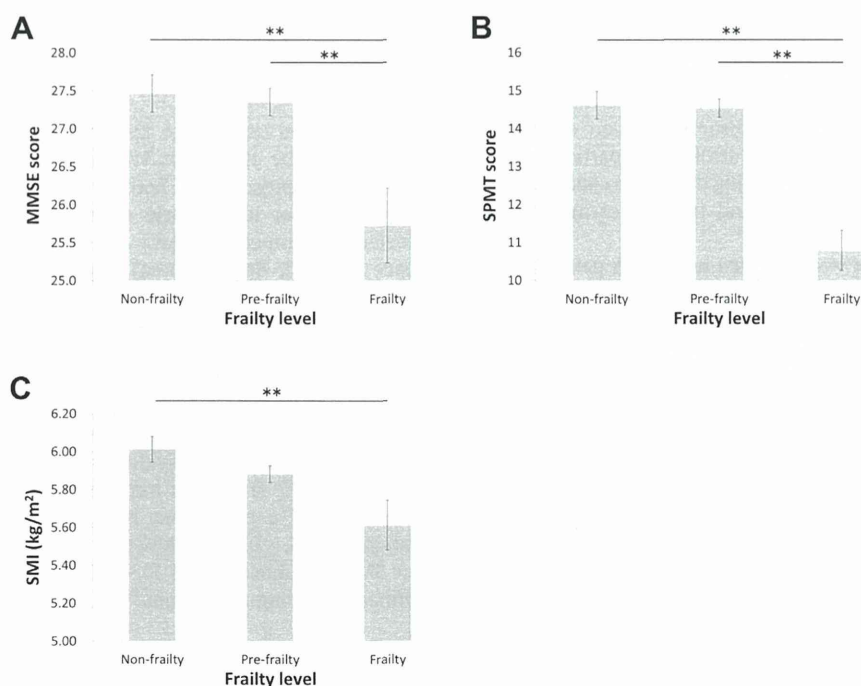 A
**
**
28.0
27.5
27.0
26.5
26.0
25.5
25.0
MMSE score
Non-frailty Pre-frailty Frailty
Frailty level
B
**
**
16
15
14
13
12
11
10
SPMT score
Non-frailty Pre-frailty Frailty
Frailty level
C
**
6.20
6.00
5.80
5.60
5.40
5.20
5.00
SMI (kg/m²)
Non-frailty Pre-frailty Frailty
Frailty level